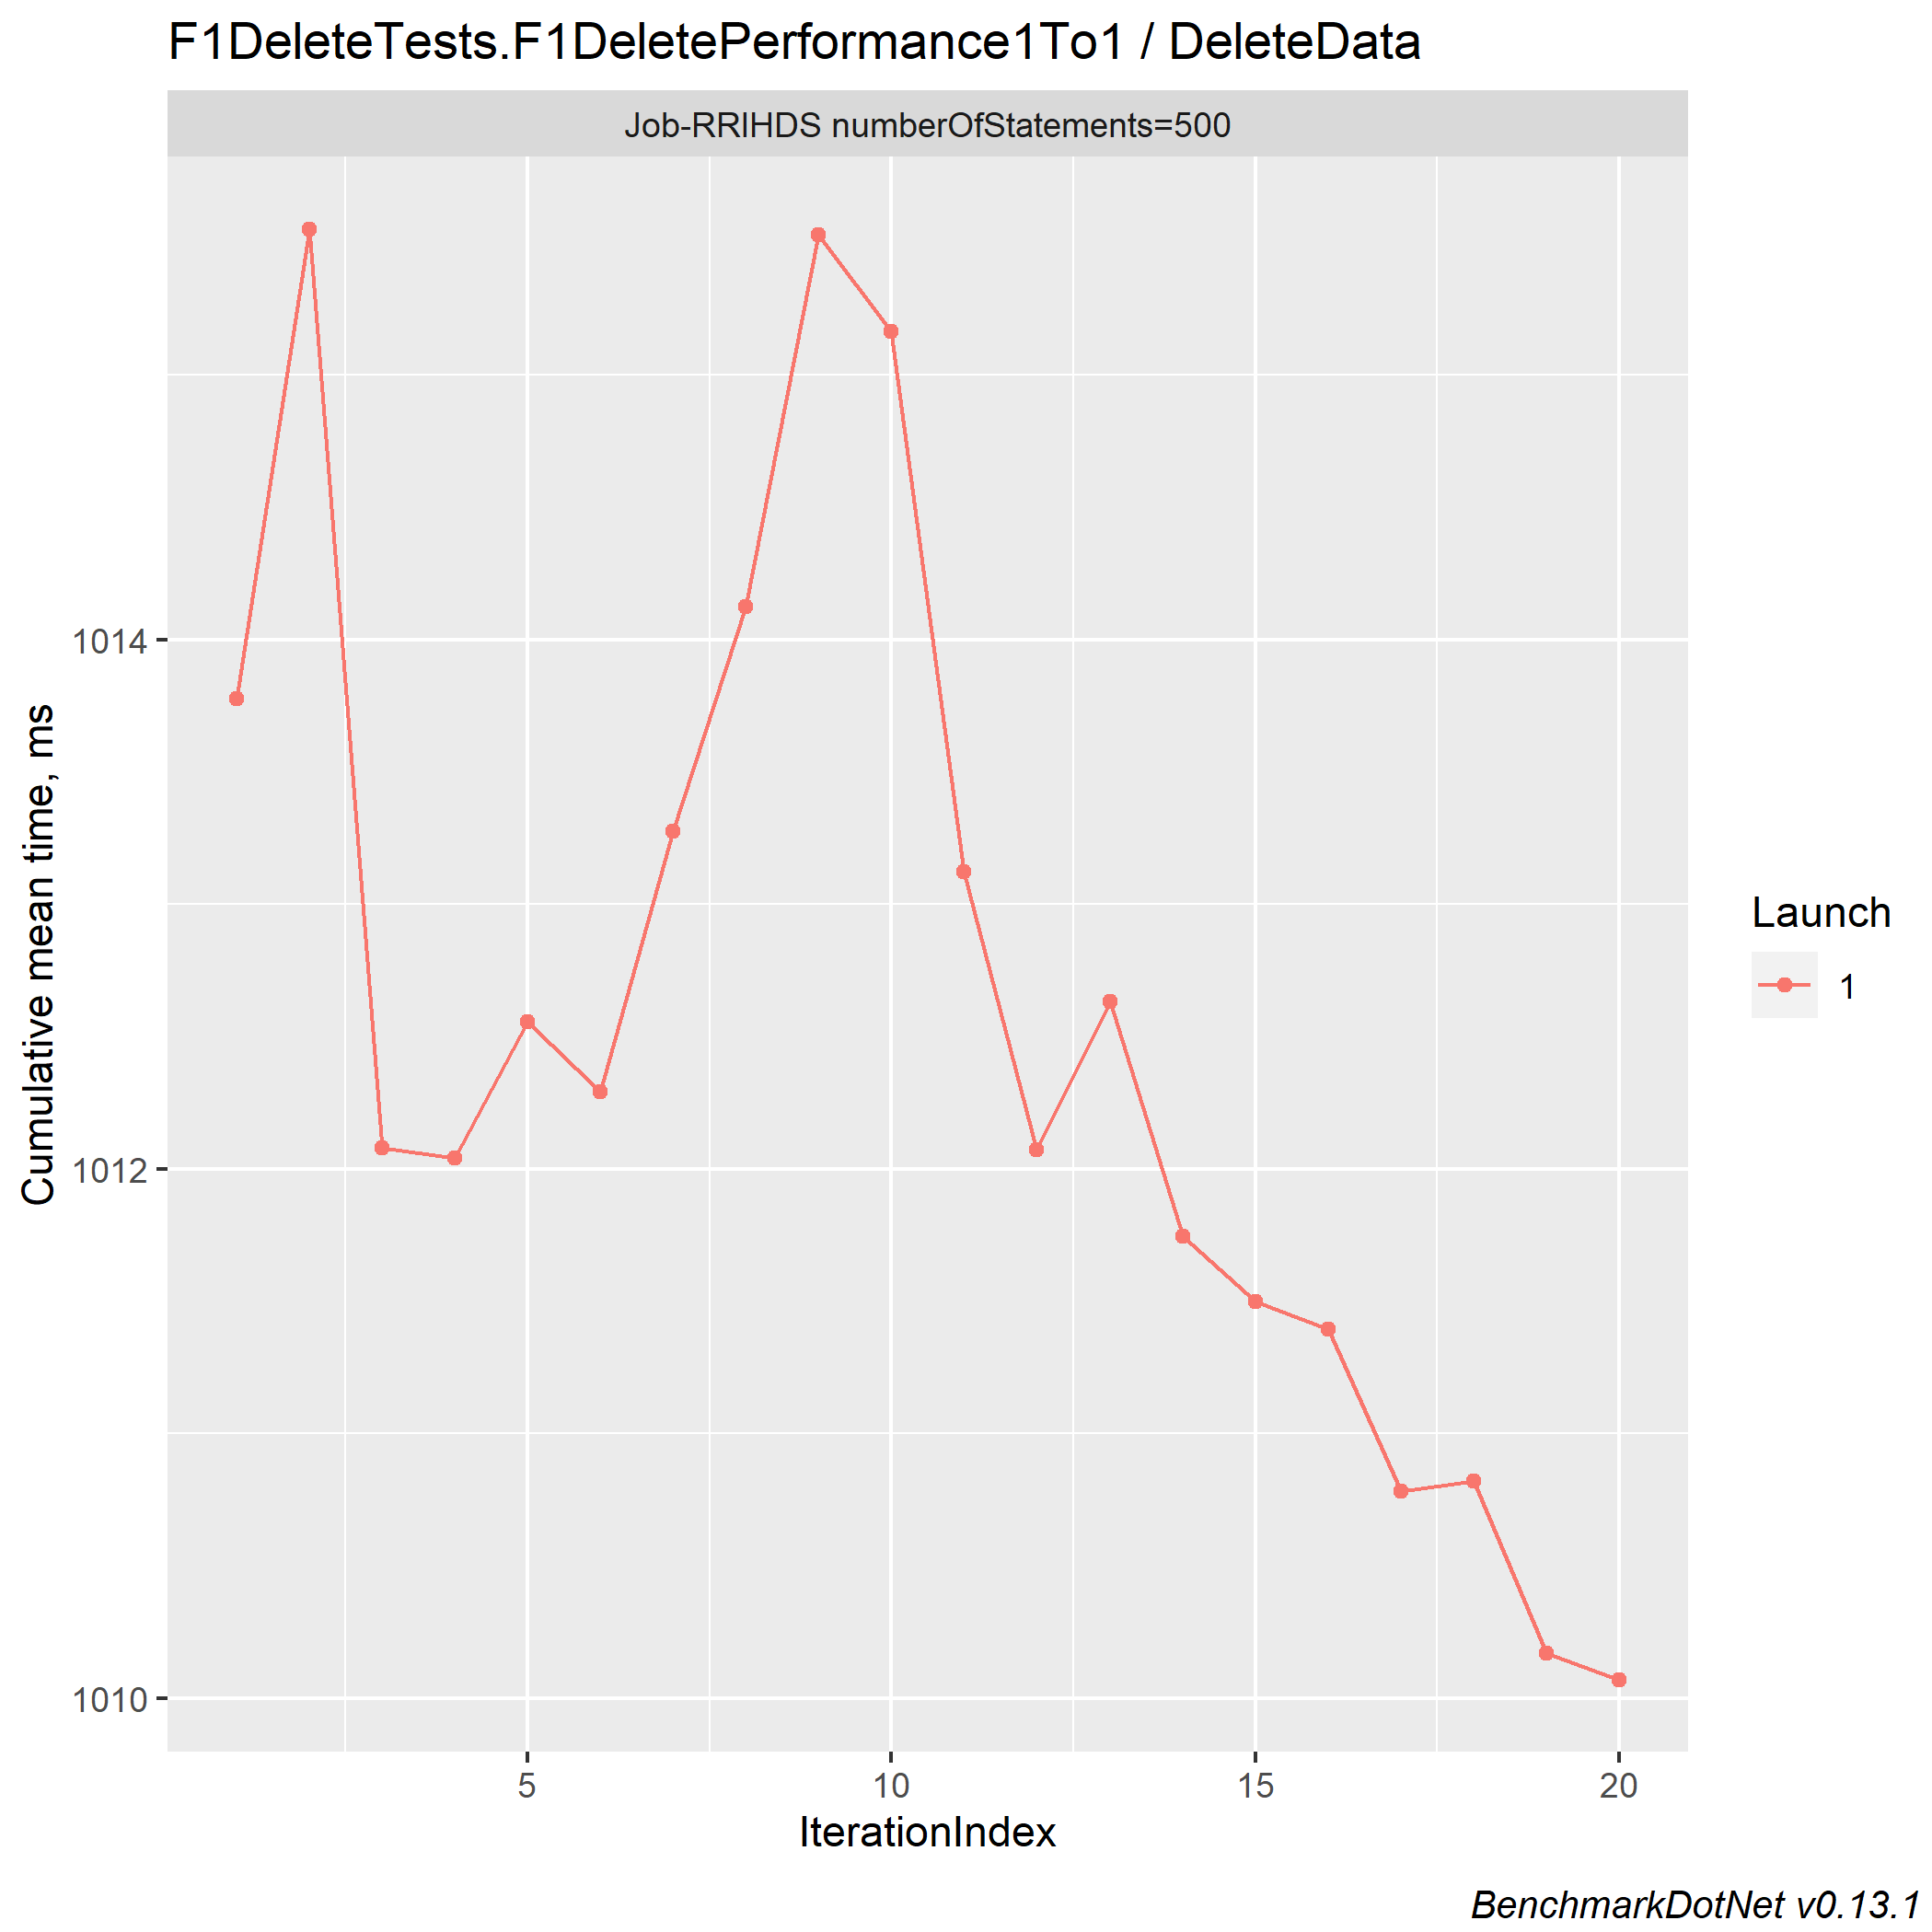 F1DeleteTests.F1DeletePerformance1To1 / DeleteData
Job-RRIHDS numberOfStatements=500
Cumulative mean time, ms
1014
1012
1010
5
10
15
20
IterationIndex
Launch
1
BenchmarkDotNet v0.13.1